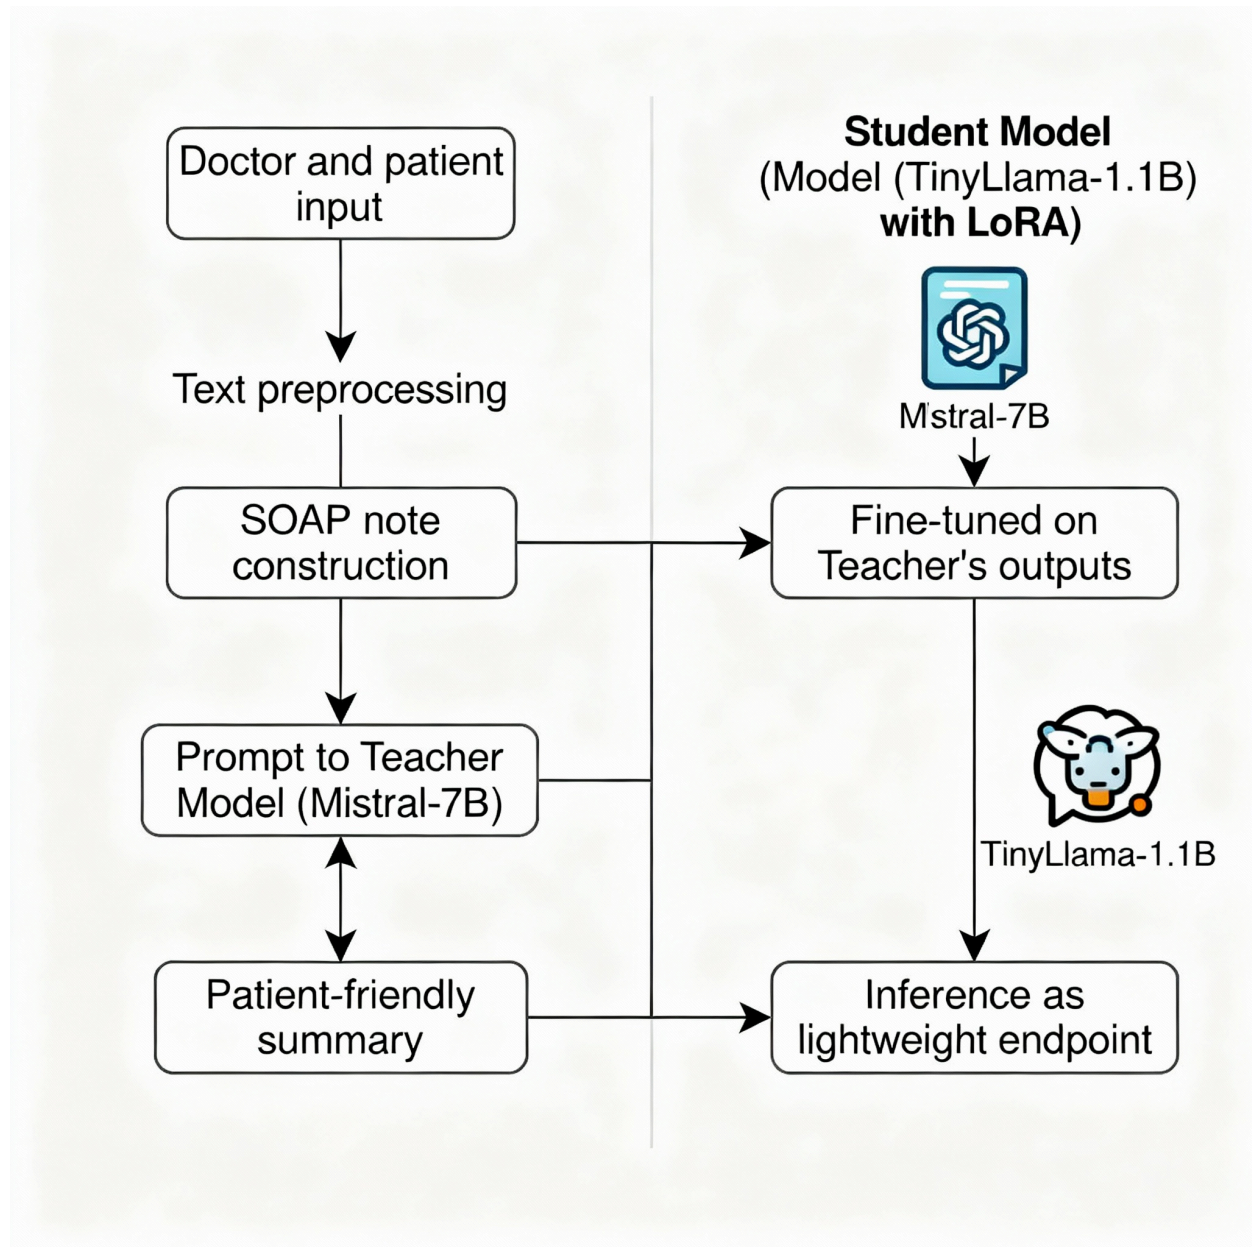 Doctor and patient
input
Text preprocessing
SOAP note
construction
Prompt to Teacher
Model (Mistral-7B)
Patient-friendly
summary
Student Model
(Model (TinyLlama-1.1B)
with LoRA)
M'stral-7B
Fine-tuned on
Teacher's outputs
TinyLlama-1.1B
Inference as
lightweight endpoint